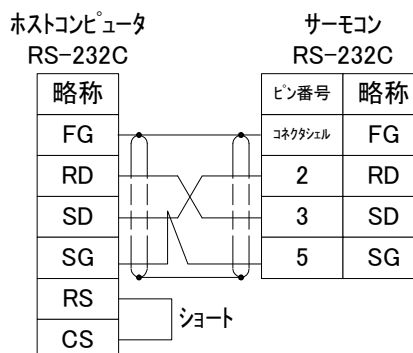 ホストコンピュータ サーモコン
RS-232C RS-232C
略称 ピン番号 略称
FG コネクタシェル FG
RD 2 RD
SD 3 SD
SG 5 SG
RS
ショート
CS